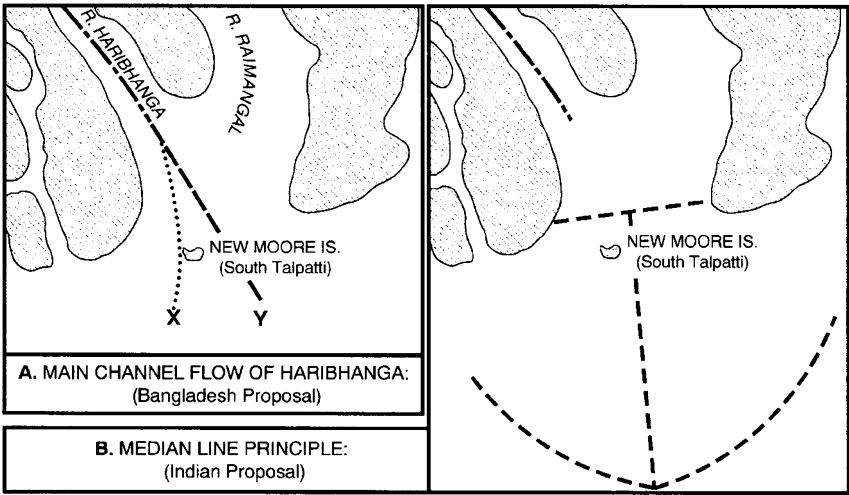 R. HARIBHANGA
R. RAIMANGAL
NEW MOORE IS.
(South Talpatti)
X
Y
A. MAIN CHANNEL FLOW OF HARIBHANGA:
(Bangladesh Proposal)
B. MEDIAN LINE PRINCIPLE:
(Indian Proposal)
NEW MOORE IS.
(South Talpatti)